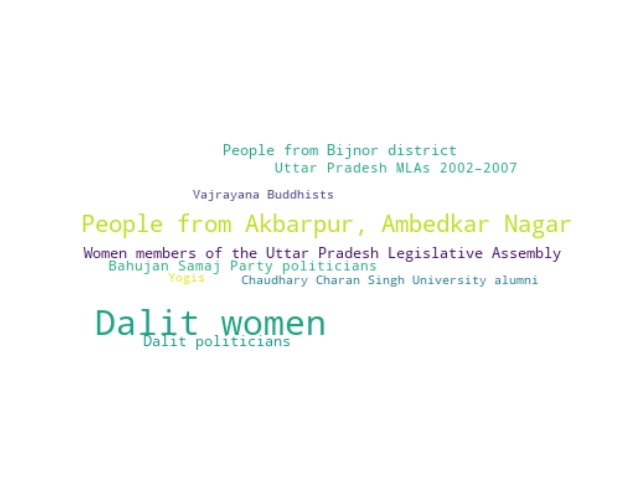 People from Bijnor district
Uttar Pradesh MLAs 2002–2007
Vajrayana Buddhists
People from Akbarpur, Ambedkar Nagar
Women members of the Uttar Pradesh Legislative Assembly
Bahujan Samaj Party politicians
Yogis
Chaudhary Charan Singh University alumni
Dalit women
Dalit politicians